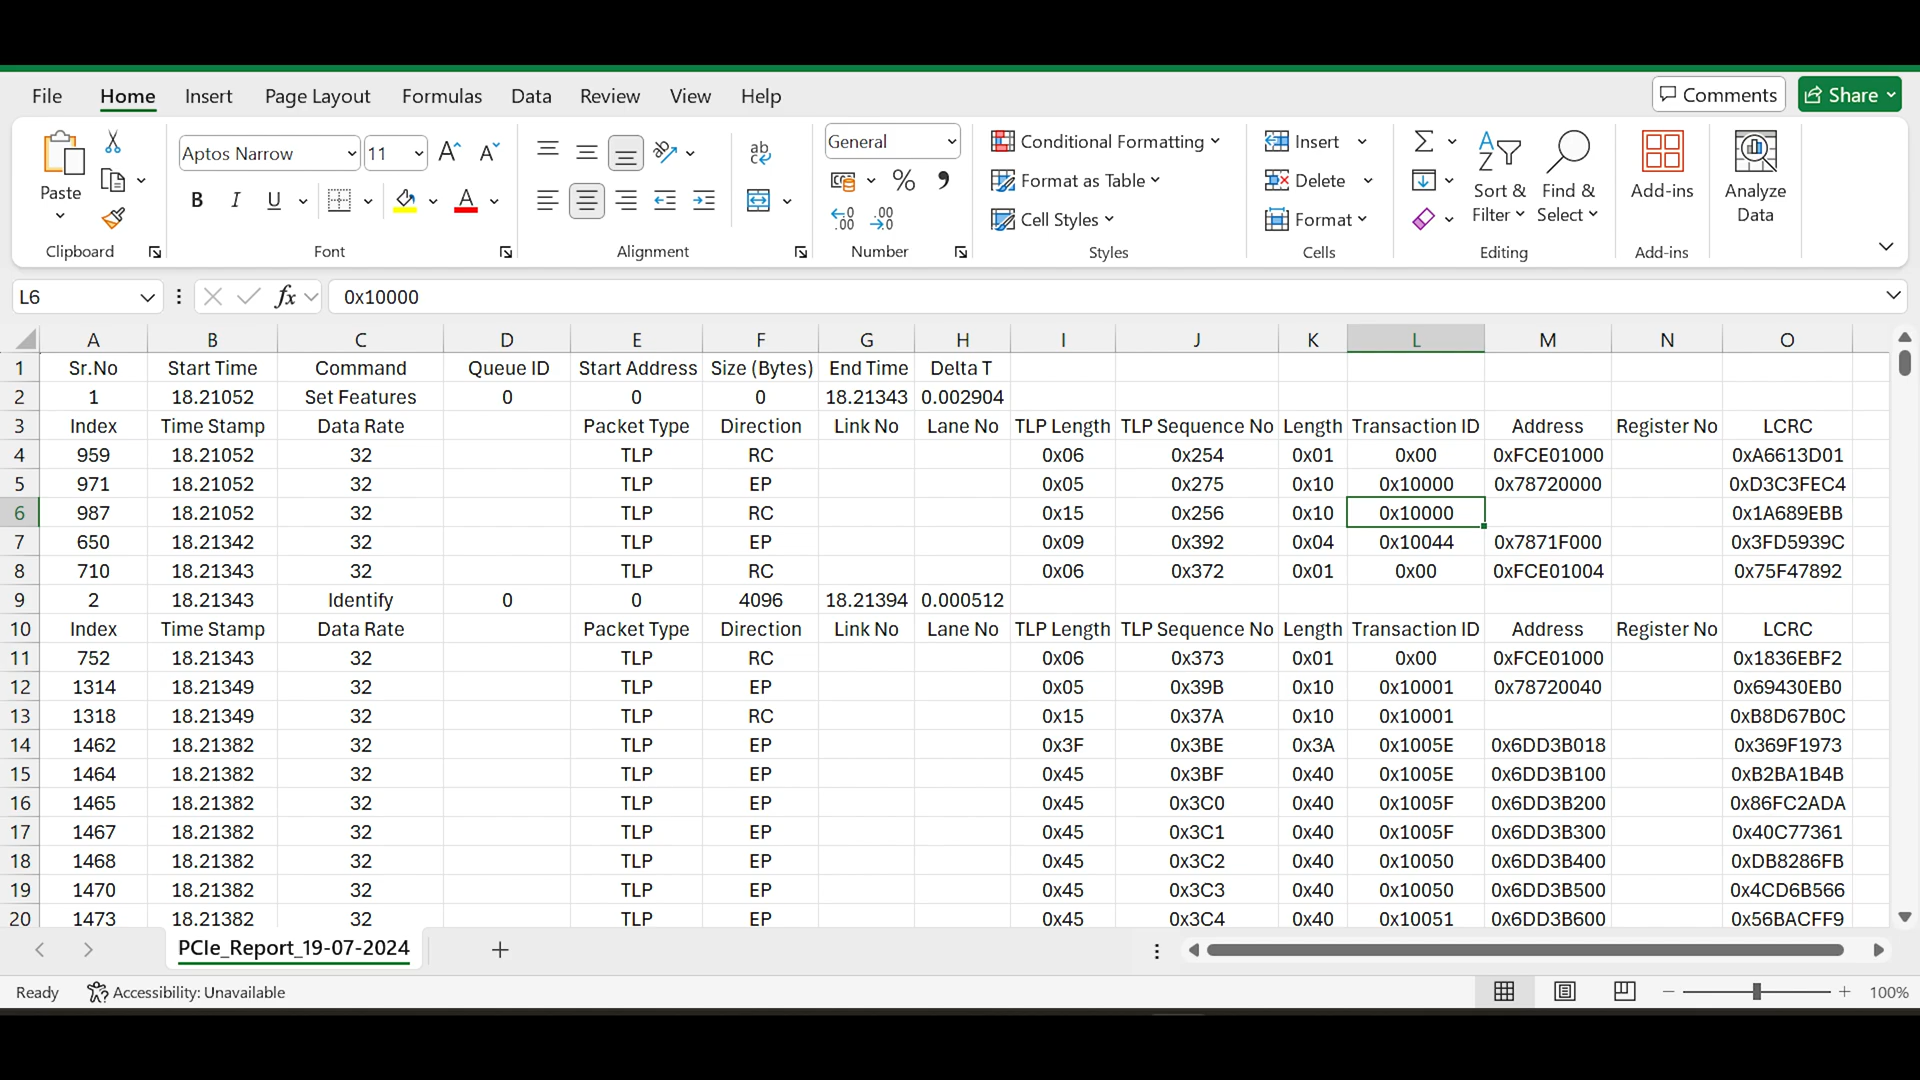 File Home Insert Page Layout Formulas Data Review View Help Comments Share
Paste Aptos Narrow 11 B I U ab General % Conditional Formatting Format as Table Cell Styles Insert Delete Format Sort & Filter Find & Select Add-ins Analyze Data
Clipboard Font Alignment Number Styles Cells Editing Add-ins
L6 fx 0x10000
A B C D E F G H I J K L M N O
1 Sr.No Start Time Command Queue ID Start Address Size (Bytes) End Time Delta T
2 1 18.21052 Set Features 0 0 0 18.21343 0.002904
3 Index Time Stamp Data Rate Packet Type Direction Link No Lane No TLP Length TLP Sequence No Length Transaction ID Address Register No LCRC
4 959 18.21052 32 TLP RC 0x06 0x254 0x01 0x00 0xFCE01000 0xA6613D01
5 971 18.21052 32 TLP EP 0x05 0x275 0x10 0x10000 0x78720000 0xD3C3FEC4
6 987 18.21052 32 TLP RC 0x15 0x256 0x10 0x10000 0x1A689EBB
7 650 18.21342 32 TLP EP 0x09 0x392 0x04 0x10044 0x7871F000 0x3FD5939C
8 710 18.21343 32 TLP RC 0x06 0x372 0x01 0x00 0xFCE01004 0x75F47892
9 2 18.21343 Identify 0 0 4096 18.21394 0.000512
10 Index Time Stamp Data Rate Packet Type Direction Link No Lane No TLP Length TLP Sequence No Length Transaction ID Address Register No LCRC
11 752 18.21343 32 TLP RC 0x06 0x373 0x01 0x00 0xFCE01000 0x1836EBF2
12 1314 18.21349 32 TLP EP 0x05 0x39B 0x10 0x10001 0x78720040 0x69430EB0
13 1318 18.21349 32 TLP RC 0x15 0x37A 0x10 0x10001 0xB8D67B0C
14 1462 18.21382 32 TLP EP 0x3F 0x3BE 0x3A 0x1005E 0x6DD3B018 0x369F1973
15 1464 18.21382 32 TLP EP 0x45 0x3BF 0x40 0x1005E 0x6DD3B100 0xB2BA1B4B
16 1465 18.21382 32 TLP EP 0x45 0x3C0 0x40 0x1005F 0x6DD3B200 0x86FC2ADA
17 1467 18.21382 32 TLP EP 0x45 0x3C1 0x40 0x1005F 0x6DD3B300 0x40C77361
18 1468 18.21382 32 TLP EP 0x45 0x3C2 0x40 0x10050 0x6DD3B400 0xDB8286FB
19 1470 18.21382 32 TLP EP 0x45 0x3C3 0x40 0x10050 0x6DD3B500 0x4CD6B566
20 1473 18.21382 32 TLP EP 0x45 0x3C4 0x40 0x10051 0x6DD3B600 0x56BACFF9
PCIe_Report_19-07-2024
Ready Accessibility: Unavailable 100%